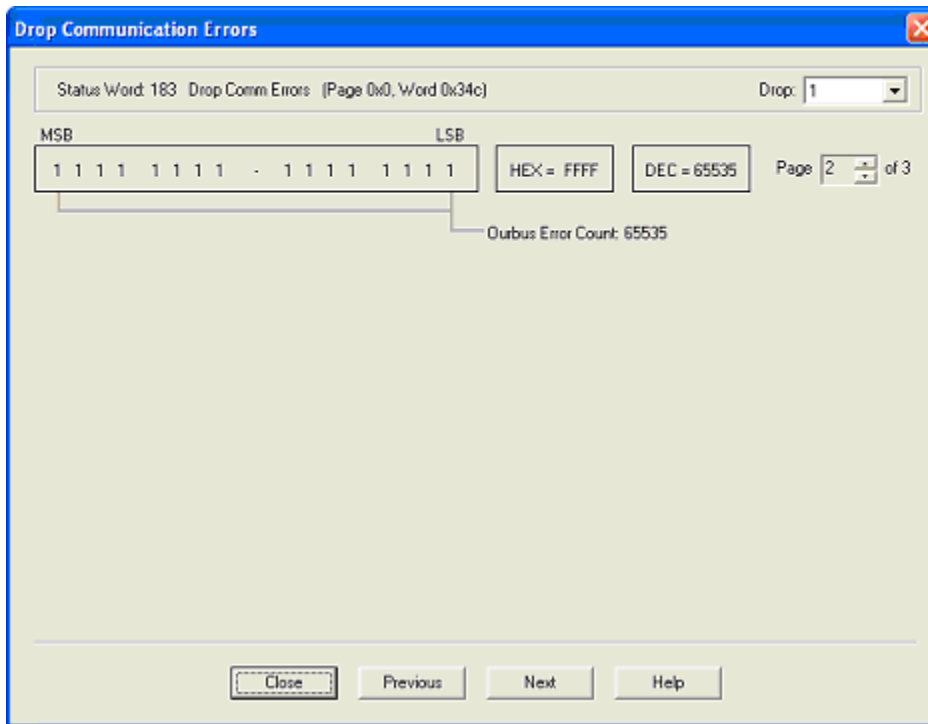 Drop Communication Errors
Status Word: 183 Drop Comm Errors (Page 0x0, Word 0x34c) Drop: 1
MSB LSB
1 1 1 1 1 1 1 1 - 1 1 1 1 1 1 1 1 HEX = FFFF DEC = 65535 Page 2 of 3
Ourbus Error Count: 65535
Close Previous Next Help